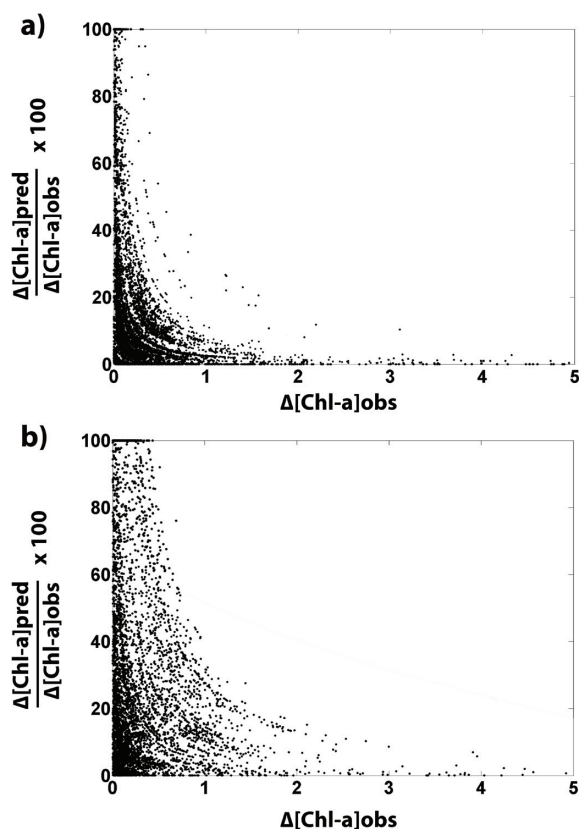 a)
100
80
60
40
20
0
Δ[Chl-a]pred
Δ[Chl-a]obs
x 100
0 1 2 3 4 5
Δ[Chl-a]obs
b)
100
80
60
40
20
0
Δ[Chl-a]pred
Δ[Chl-a]obs
x 100
0 1 2 3 4 5
Δ[Chl-a]obs